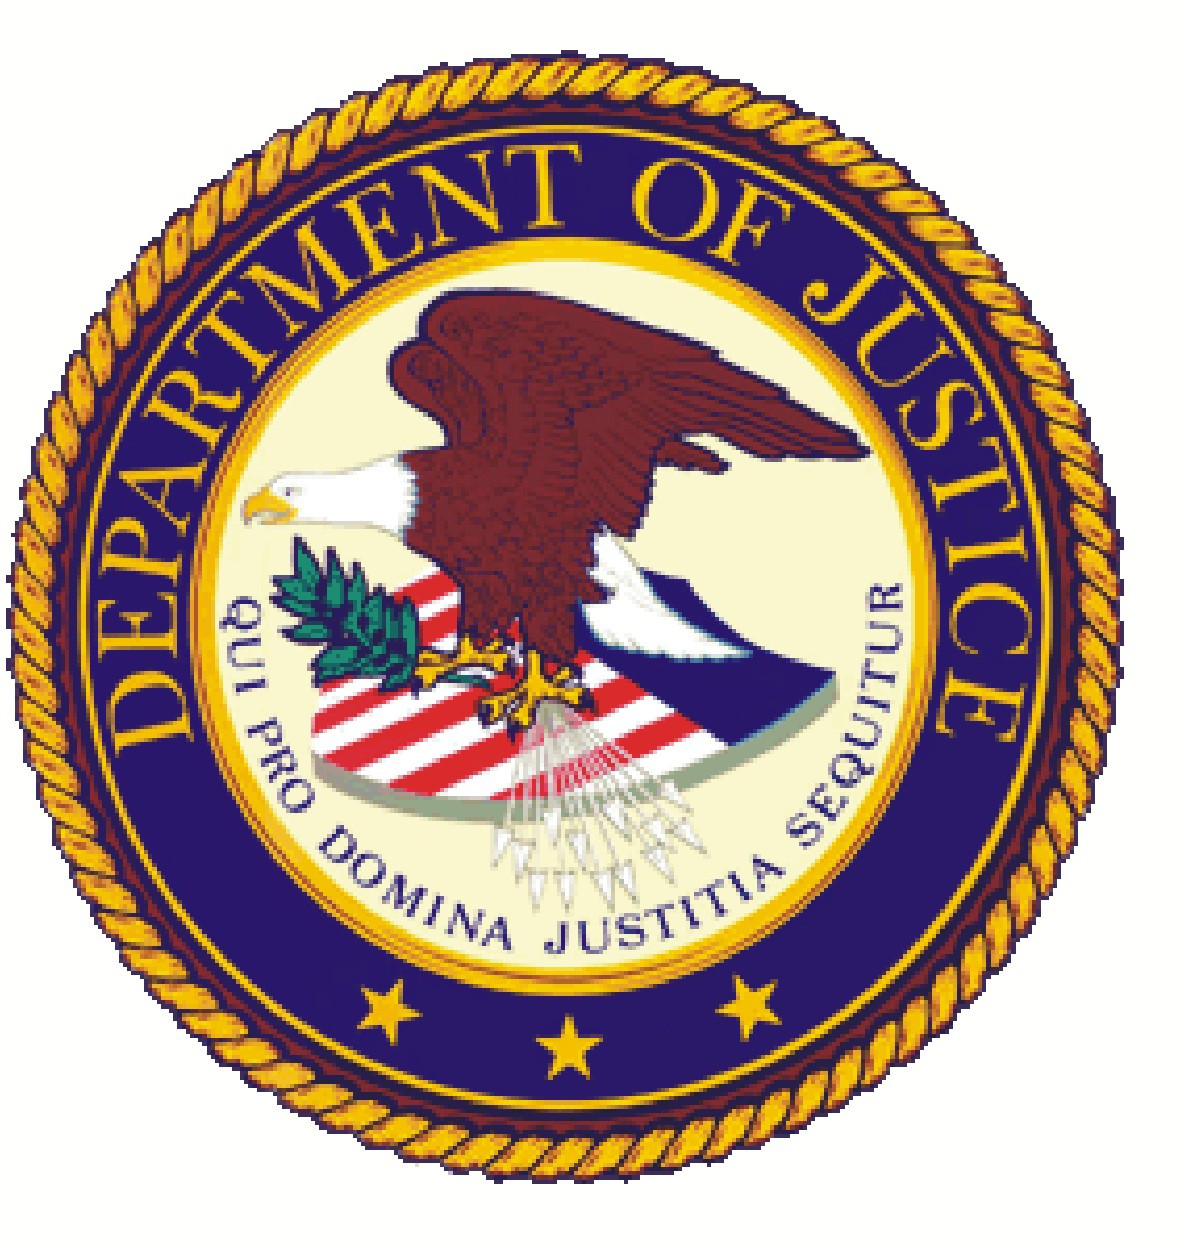 DEPARTMENT OF JUSTICE
QUI PRO DOMINA JUSTITIA SEQUITUR